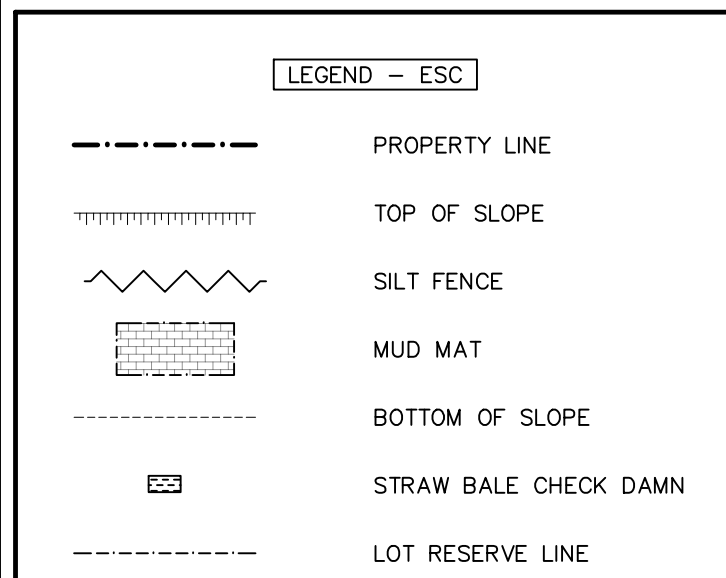 LEGEND – ESC
PROPERTY LINE
TOP OF SLOPE
SILT FENCE
MUD MAT
BOTTOM OF SLOPE
STRAW BALE CHECK DAMN
LOT RESERVE LINE